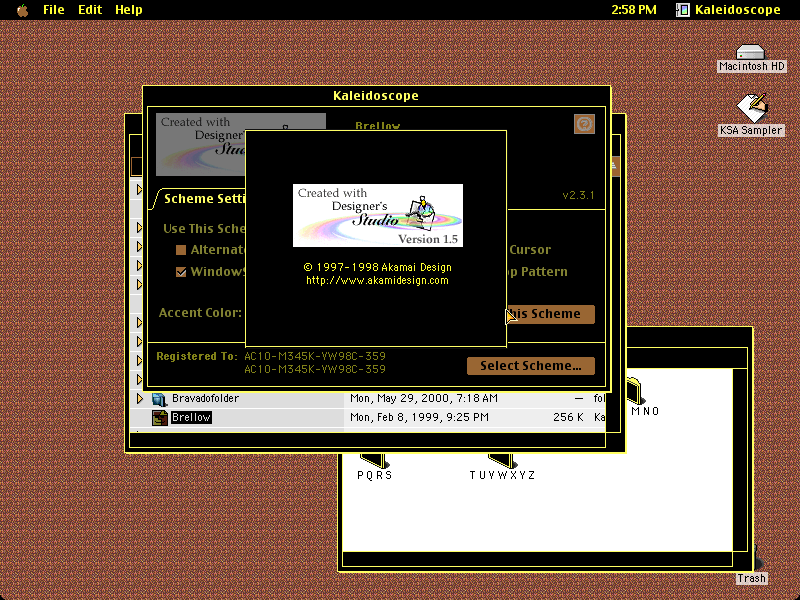 File Edit Help
2:58 PM Kaleidoscope
Macintosh HD
KSA Sampler
Kaleidoscope
Created with
Designer's
Brellow
Scheme Setti
v2.3.1
Use This Sche
Alternate
Cursor
WindowS
op Pattern
Accent Color:
his Scheme
Created with
Designer's
Studio
Version 1.5
© 1997-1998 Akamai Design
http://www.akamidesign.com
Registered To: AC10-M345K-YW98C-359
AC10-M345K-YW98C-359
Select Scheme...
Bravadofolder Mon, May 29, 2000, 7:18 AM — fol
Brellow Mon, Feb 8, 1999, 9:25 PM 256 K Ka
M N O
P Q R S
T U V W X Y Z
Trash